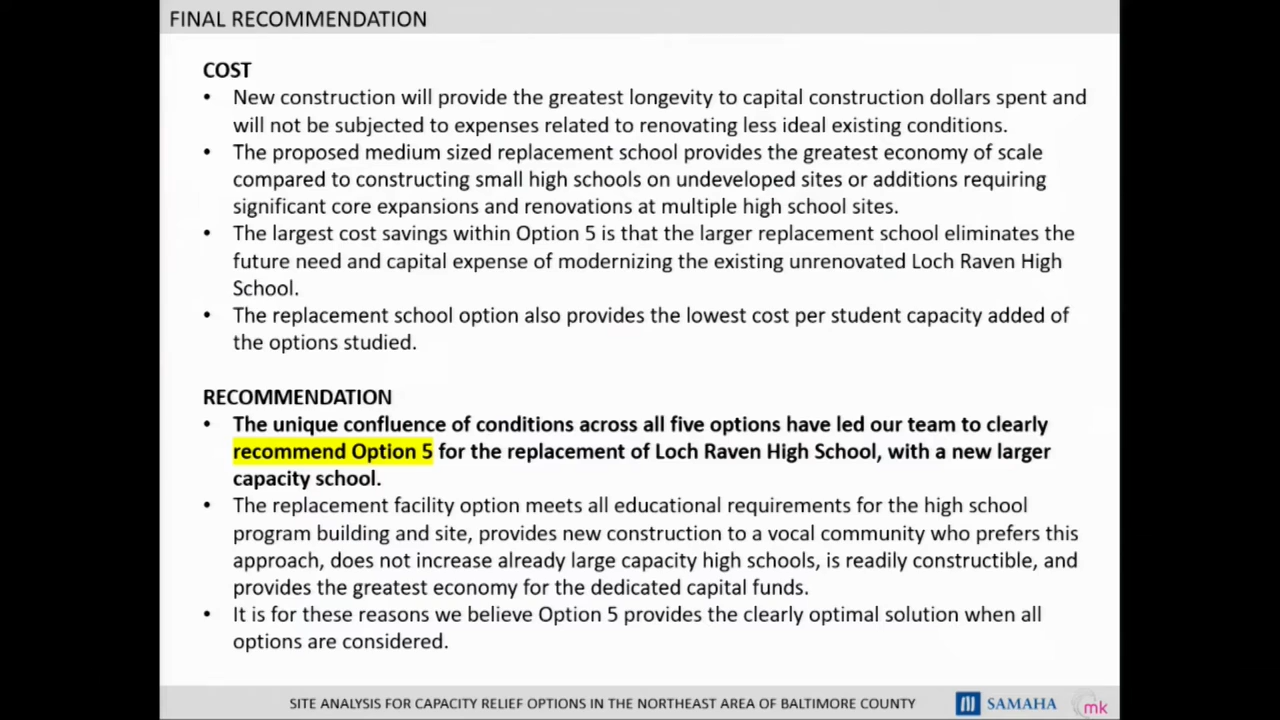 FINAL RECOMMENDATION
COST
• New construction will provide the greatest longevity to capital construction dollars spent and
will not be subjected to expenses related to renovating less ideal existing conditions.
• The proposed medium sized replacement school provides the greatest economy of scale
compared to constructing small high schools on undeveloped sites or additions requiring
significant core expansions and renovations at multiple high school sites.
• The largest cost savings within Option 5 is that the larger replacement school eliminates the
future need and capital expense of modernizing the existing unrenovated Loch Raven High
School.
• The replacement school option also provides the lowest cost per student capacity added of
the options studied.
RECOMMENDATION
• The unique confluence of conditions across all five options have led our team to clearly
recommend Option 5 for the replacement of Loch Raven High School, with a new larger
capacity school.
• The replacement facility option meets all educational requirements for the high school
program building and site, provides new construction to a vocal community who prefers this
approach, does not increase already large capacity high schools, is readily constructible, and
provides the greatest economy for the dedicated capital funds.
• It is for these reasons we believe Option 5 provides the clearly optimal solution when all
options are considered.
SITE ANALYSIS FOR CAPACITY RELIEF OPTIONS IN THE NORTHEAST AREA OF BALTIMORE COUNTY
SAMAHA
mk